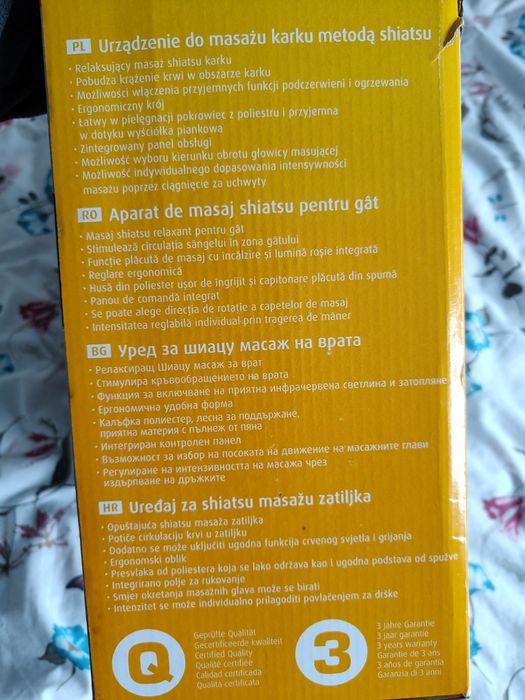 PL Urządzenie do masażu karku metodą shiatsu
· Relaksujący masaż shiatsu karku
· Pobudza krążenie krwi w obszarze karku
· Możliwości włączenia przyjemnych funkcji podczerwieni i ogrzewania
· Ergonomiczny krój
· Łatwy w pielęgnacji pokrowiec z poliestru i przyjemna
w dotyku wyściółka piankowa
· Zintegrowany panel obsługi
· Możliwość wyboru kierunku obrotu głowicy masującej
· Możliwość indywidualnego dopasowania intensywności
masażu poprzez ciągnięcie za uchwyty
RO Aparat de masaj shiatsu pentru gât
· Masaj shiatsu relaxant pentru gât
· Stimulează circulația sângelui în zona gâtului
· Funcție plăcută de masaj cu încălzire și lumină roșie integrată
· Reglare ergonomică
· Husă din poliester ușor de îngrijit și capitonare plăcută din spumă
· Panou de comandă integrat
· Se poate alege direcția de rotație a capetelor de masaj
· Intensitatea reglabilă individual prin tragerea de mâner
BG Уред за шиацу масаж на врата
· Релаксиращ Шиацу масаж за врат
· Стимулира кръвообращението на врата
· Функция за включване на приятна инфрачервена светлина и затопляне
· Ергономична удобна форма
· Калъфка полиестер, лесна за поддържане,
приятна материя с пълнеж от пяна
· Интегриран контролен панел
· Възможност за избор на посоката на движение на масажните глави
· Регулиране на интензивността на масажа чрез
издърпване на дръжките
HR Uređaj za shiatsu masažu zatiljka
· Opuštajuća shiatsu masaža zatiljka
· Potiče cirkulaciju krvi u zatiljku
· Dodatno se može uključiti ugodna funkcija crvenog svjetla i grijanja
· Ergonomski oblik
· Presvlaka od poliestera koja se lako održava kao i ugodna podstava od spužve
· Integrirano polje za rukovanje
· Smjer okretanja masažnih glava može se birati
· Intenzitet se može individualno prilagoditi povlačenjem za drške
Q
Geprüfte Qualität
Gecertificeerde kwaliteit
Certified Quality
Qualité certifiée
Calidad certificada
Qualità certificata
3
3 Jahre Garantie
3 jaar garantie
3 years warranty
Garantie de 3 ans
3 años de garantía
Garanzia di 3 anni